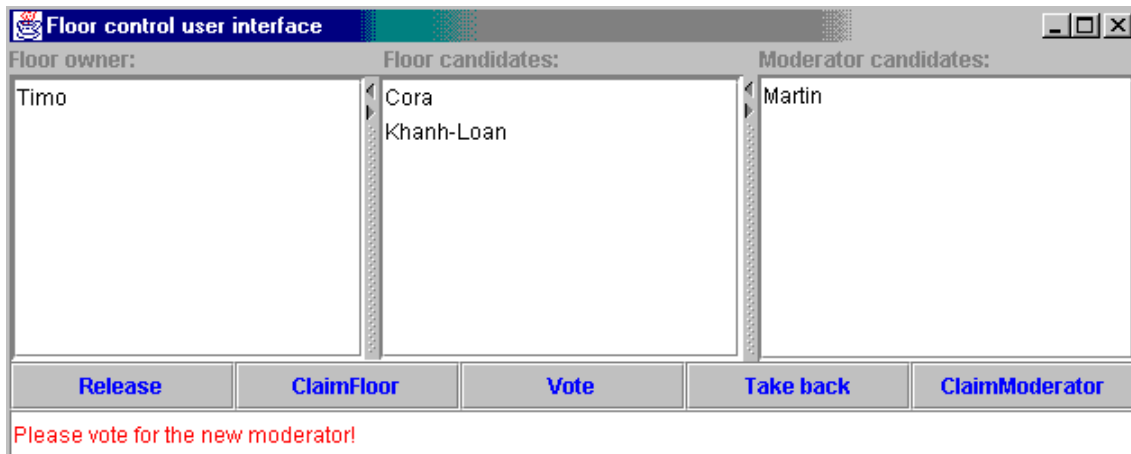 Floor control user interface
Floor owner: Floor candidates: Moderator candidates:
Timo Cora Martin
Khanh-Loan
Release ClaimFloor Vote Take back ClaimModerator
Please vote for the new moderator!